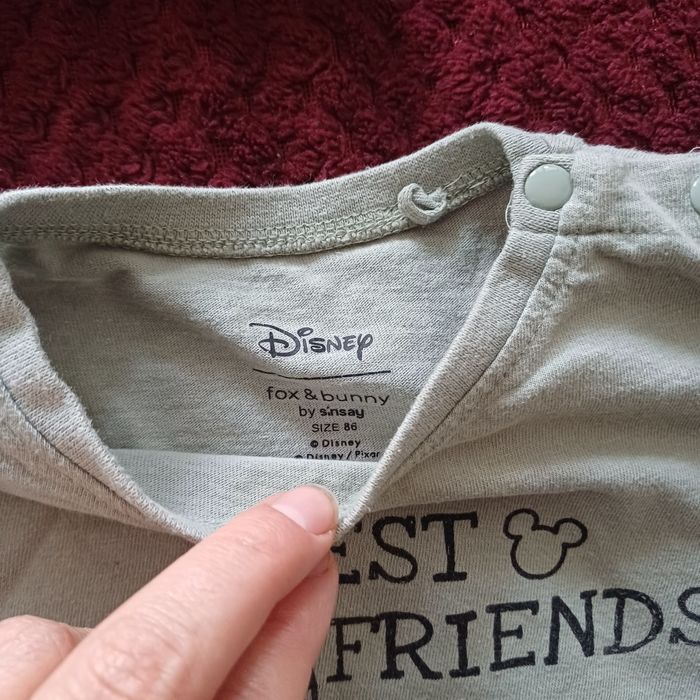 Disney
fox & bunny
by sinsay
SIZE 86
© Disney
© Disney / Pixar
EST
FRIENDS